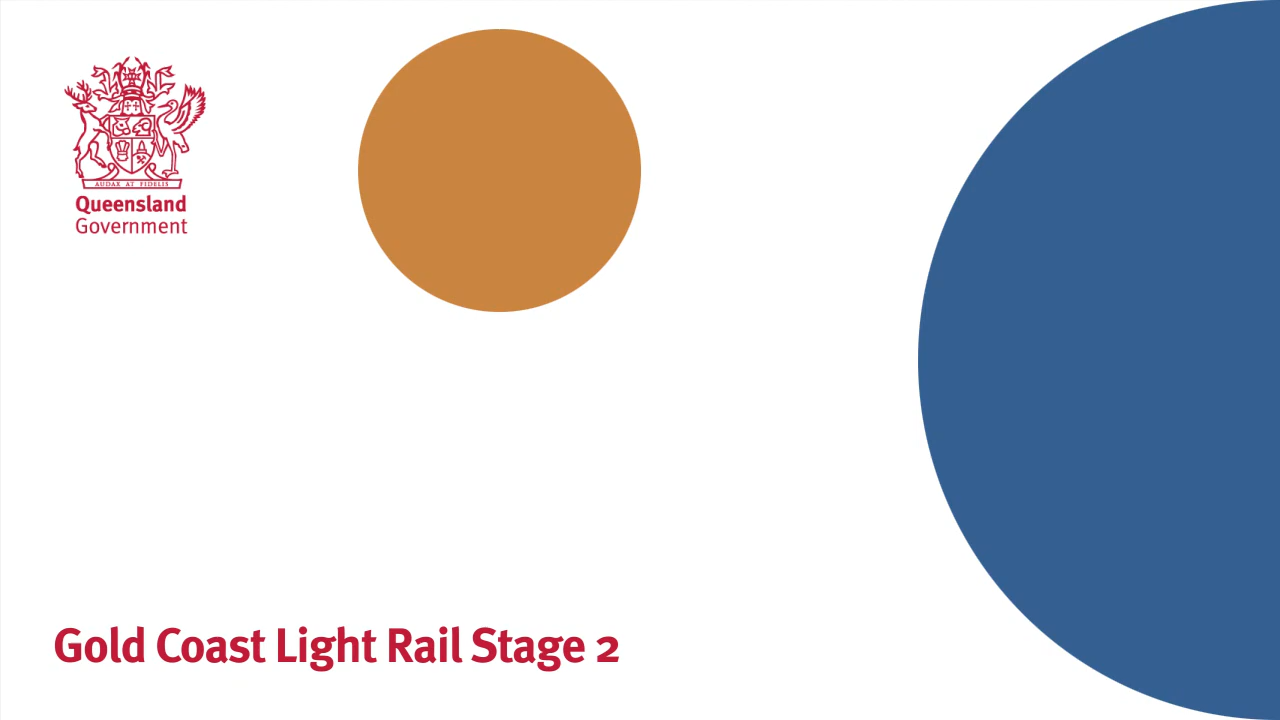 AUDAX AT FIDELIS
Queensland
Government
Gold Coast Light Rail Stage 2